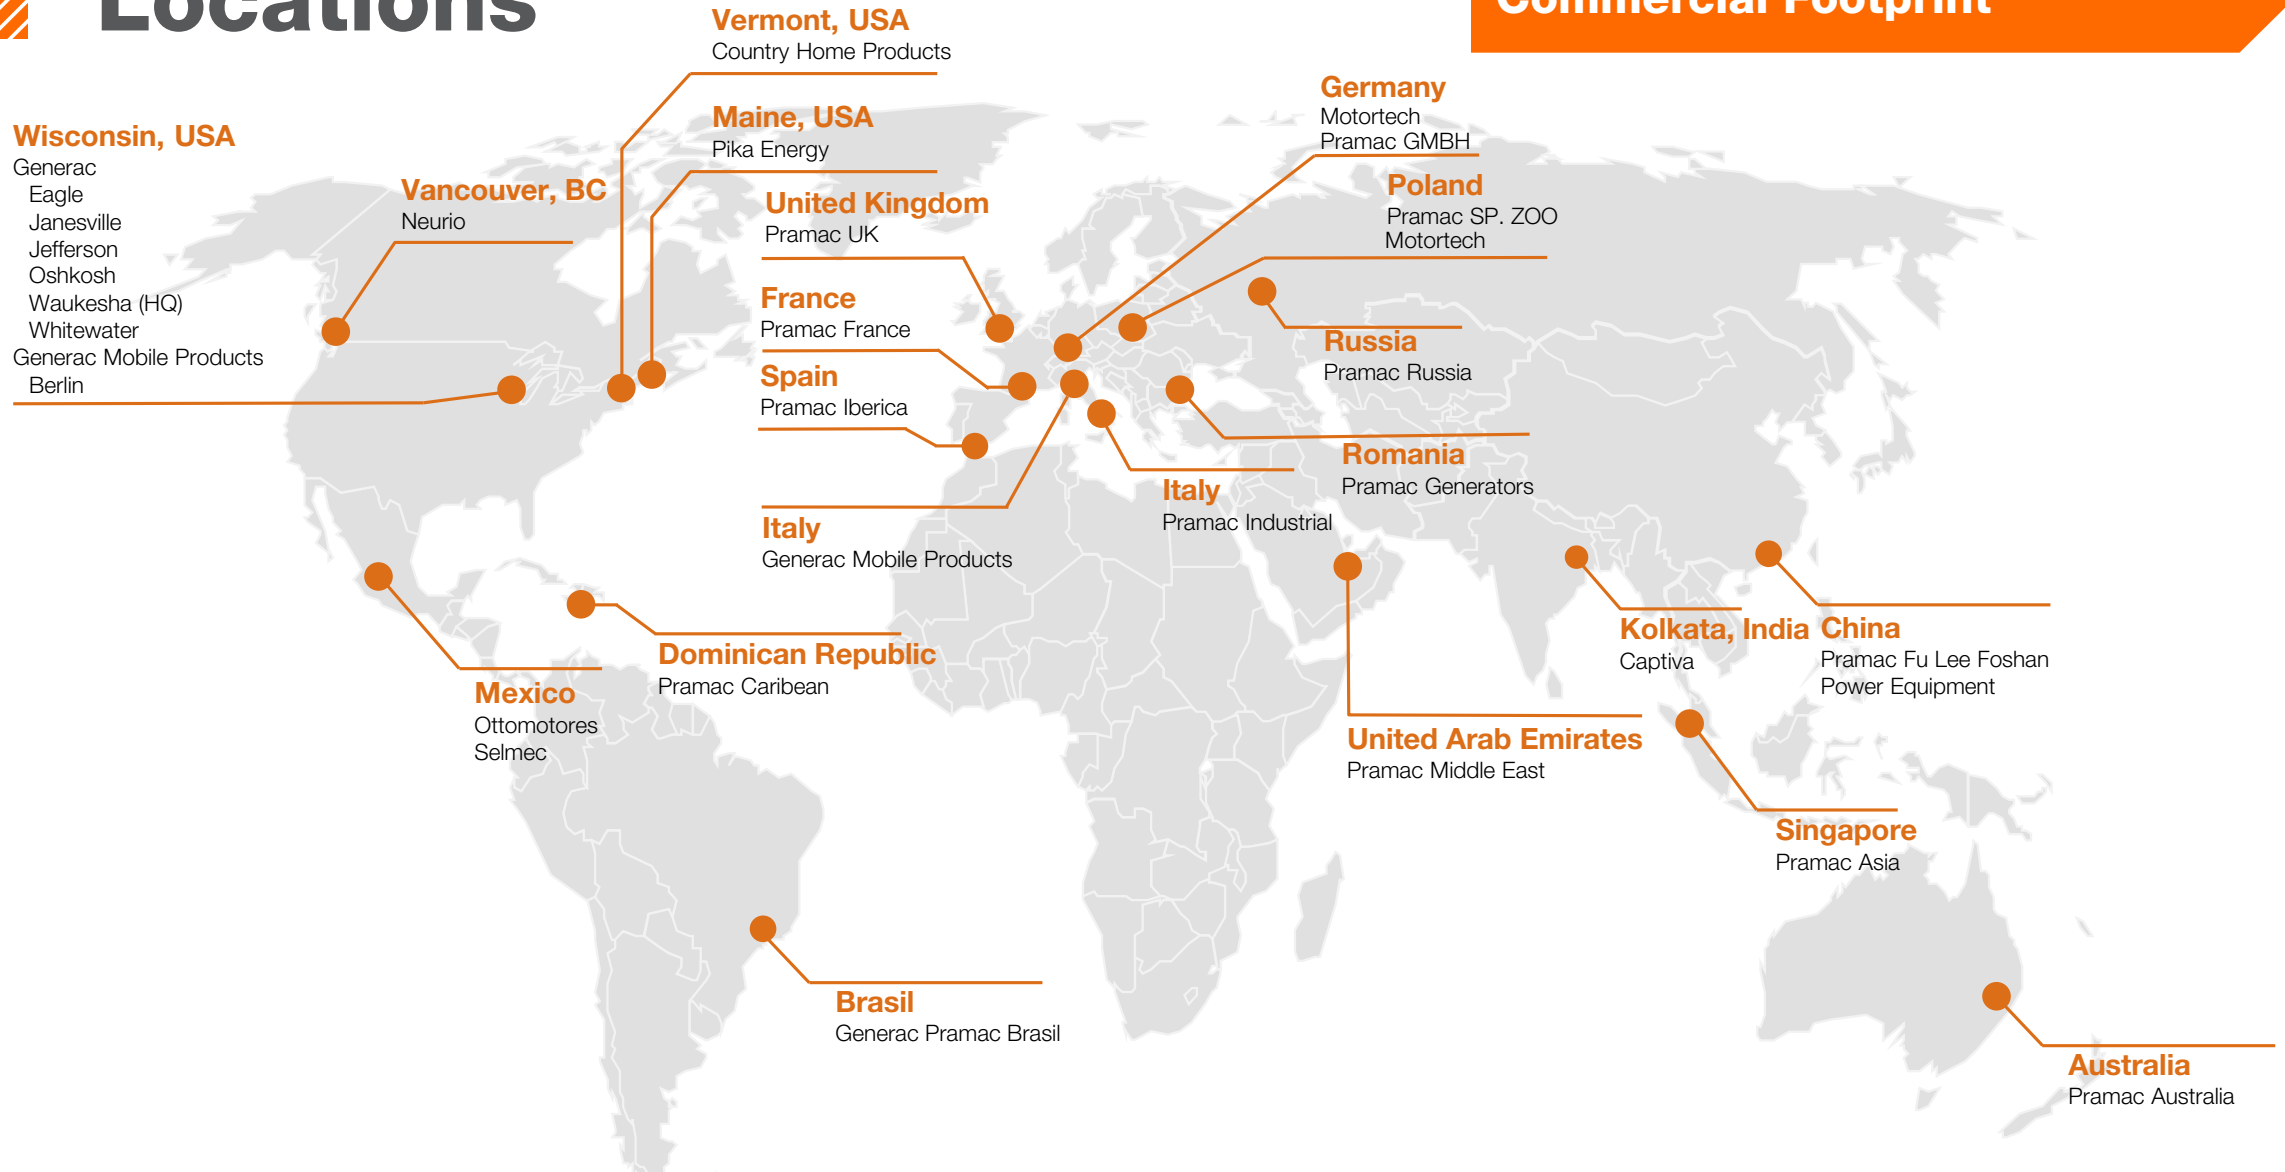 Locations
Commercial Footprint
Vermont, USA
Country Home Products
Maine, USA
Pika Energy
Germany
Motortech
Pramac GMBH
Wisconsin, USA
Generac
Eagle
Janesville
Jefferson
Oshkosh
Waukesha (HQ)
Whitewater
Generac Mobile Products
Berlin
Vancouver, BC
Neurio
United Kingdom
Pramac UK
Poland
Pramac SP. ZOO
Motortech
France
Pramac France
Russia
Pramac Russia
Spain
Pramac Iberica
Romania
Pramac Generators
Italy
Pramac Industrial
Italy
Generac Mobile Products
Dominican Republic
Pramac Caribean
Mexico
Ottomotores
Selmec
Kolkata, India
Captiva
China
Pramac Fu Lee Foshan
Power Equipment
United Arab Emirates
Pramac Middle East
Singapore
Pramac Asia
Brasil
Generac Pramac Brasil
Australia
Pramac Australia